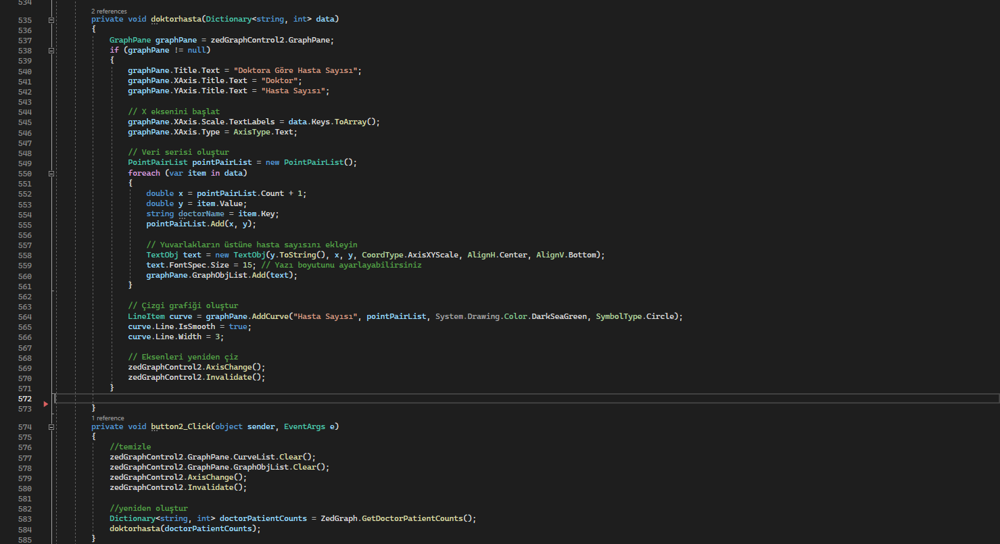 534
2 references
535 private void doktorhasta(Dictionary<string, int> data)
536 {
537 GraphPane graphPane = zedGraphControl2.GraphPane;
538 if (graphPane != null)
539 {
540 graphPane.Title.Text = "Doktora Göre Hasta Sayısı";
541 graphPane.XAxis.Title.Text = "Doktor";
542 graphPane.YAxis.Title.Text = "Hasta Sayısı";
543
544 // X eksenini başlat
545 graphPane.XAxis.Scale.TextLabels = data.Keys.ToArray();
546 graphPane.XAxis.Type = AxisType.Text;
547
548 // Veri serisi oluştur
549 PointPairList pointPairList = new PointPairList();
550 foreach (var item in data)
551 {
552 double x = pointPairList.Count + 1;
553 double y = item.Value;
554 string doctorName = item.Key;
555 pointPairList.Add(x, y);
556
557 // Yuvarlakların üstüne hasta sayısını ekleyin
558 TextObj text = new TextObj(y.ToString(), x, y, CoordType.AxisXYScale, AlignH.Center, AlignV.Bottom);
559 text.FontSpec.Size = 15; // Yazı boyutunu ayarlayabilirsiniz
560 graphPane.GraphObjList.Add(text);
561 }
562
563 // Çizgi grafiği oluştur
564 LineItem curve = graphPane.AddCurve("Hasta Sayısı", pointPairList, System.Drawing.Color.DarkSeaGreen, SymbolType.Circle);
565 curve.Line.IsSmooth = true;
566 curve.Line.Width = 3;
567
568 // Eksenleri yeniden çiz
569 zedGraphControl2.AxisChange();
570 zedGraphControl2.Invalidate();
571 }
572
573 }
1 reference
574 private void button2_Click(object sender, EventArgs e)
575 {
576 //temizle
577 zedGraphControl2.GraphPane.CurveList.Clear();
578 zedGraphControl2.GraphPane.GraphObjList.Clear();
579 zedGraphControl2.AxisChange();
580 zedGraphControl2.Invalidate();
581
582 //yeniden oluştur
583 Dictionary<string, int> doctorPatientCounts = ZedGraph.GetDoctorPatientCounts();
584 doktorhasta(doctorPatientCounts);
585 }